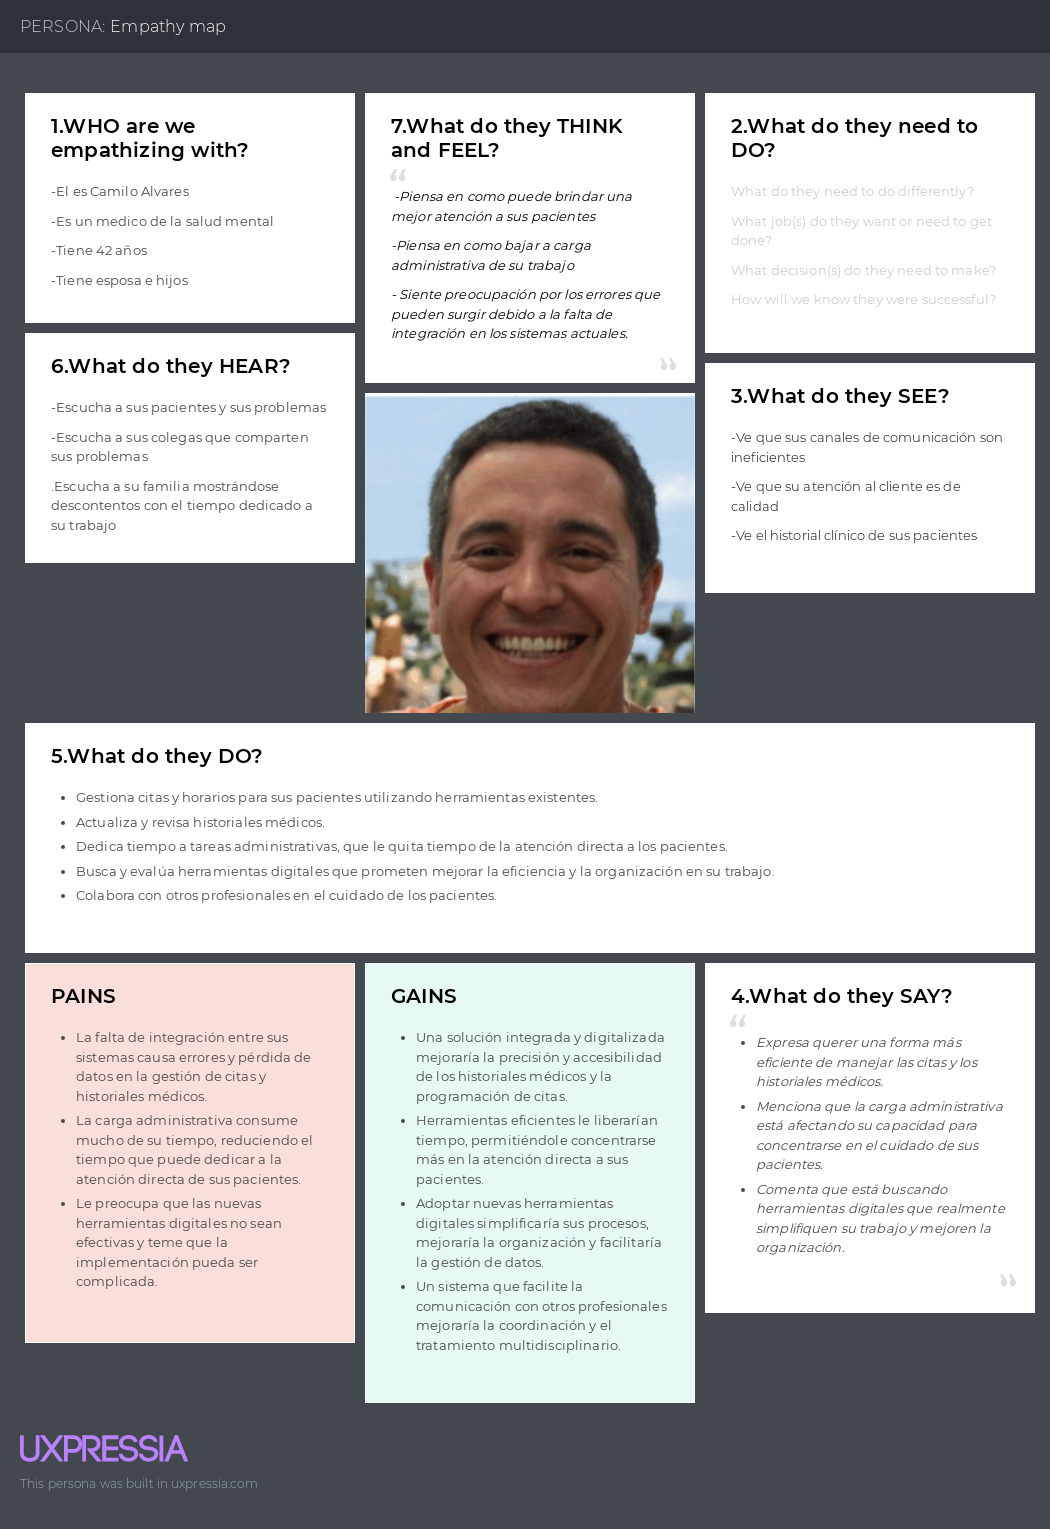 PERSONA: Empathy map
1.WHO are we
empathizing with?
-El es Camilo Alvares
-Es un medico de la salud mental
-Tiene 42 años
-Tiene esposa e hijos
7.What do they THINK
and FEEL?
“
-Piensa en como puede brindar una
mejor atención a sus pacientes
-Piensa en como bajar a carga
administrativa de su trabajo
- Siente preocupación por los errores que
pueden surgir debido a la falta de
integración en los sistemas actuales.
”
2.What do they need to
DO?
What do they need to do differently?
What job(s) do they want or need to get
done?
What decision(s) do they need to make?
How will we know they were successful?
6.What do they HEAR?
-Escucha a sus pacientes y sus problemas
-Escucha a sus colegas que comparten
sus problemas
.Escucha a su familia mostrándose
descontentos con el tiempo dedicado a
su trabajo
3.What do they SEE?
-Ve que sus canales de comunicación son
ineficientes
-Ve que su atención al cliente es de
calidad
-Ve el historial clínico de sus pacientes
5.What do they DO?
• Gestiona citas y horarios para sus pacientes utilizando herramientas existentes.
• Actualiza y revisa historiales médicos.
• Dedica tiempo a tareas administrativas, que le quita tiempo de la atención directa a los pacientes.
• Busca y evalúa herramientas digitales que prometen mejorar la eficiencia y la organización en su trabajo.
• Colabora con otros profesionales en el cuidado de los pacientes.
PAINS
• La falta de integración entre sus
sistemas causa errores y pérdida de
datos en la gestión de citas y
historiales médicos.
• La carga administrativa consume
mucho de su tiempo, reduciendo el
tiempo que puede dedicar a la
atención directa de sus pacientes.
• Le preocupa que las nuevas
herramientas digitales no sean
efectivas y teme que la
implementación pueda ser
complicada.
GAINS
• Una solución integrada y digitalizada
mejoraría la precisión y accesibilidad
de los historiales médicos y la
programación de citas.
• Herramientas eficientes le liberarían
tiempo, permitiéndole concentrarse
más en la atención directa a sus
pacientes.
• Adoptar nuevas herramientas
digitales simplificaría sus procesos,
mejoraría la organización y facilitaría
la gestión de datos.
• Un sistema que facilite la
comunicación con otros profesionales
mejoraría la coordinación y el
tratamiento multidisciplinario.
4.What do they SAY?
“
• Expresa querer una forma más
eficiente de manejar las citas y los
historiales médicos.
• Menciona que la carga administrativa
está afectando su capacidad para
concentrarse en el cuidado de sus
pacientes.
• Comenta que está buscando
herramientas digitales que realmente
simplifiquen su trabajo y mejoren la
organización.
”
UXPRESSIA
This persona was built in uxpressia.com